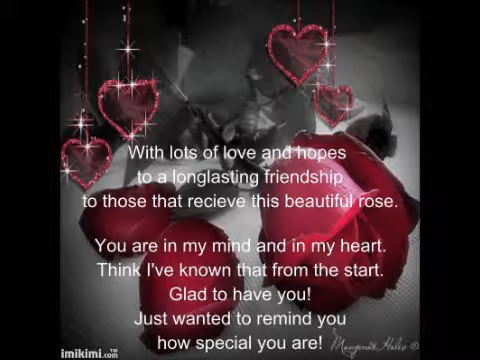 With lots of love and hopes
to a longlasting friendship
to those that recieve this beautiful rose.
You are in my mind and in my heart.
Think I've known that from the start.
Glad to have you!
Just wanted to remind you
how special you are!
imikimi.com™